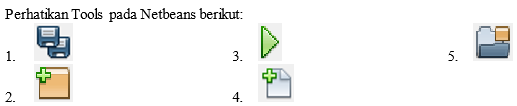 Perhatikan Tools pada Netbeans berikut:
1. 3. 5.
2. 4.